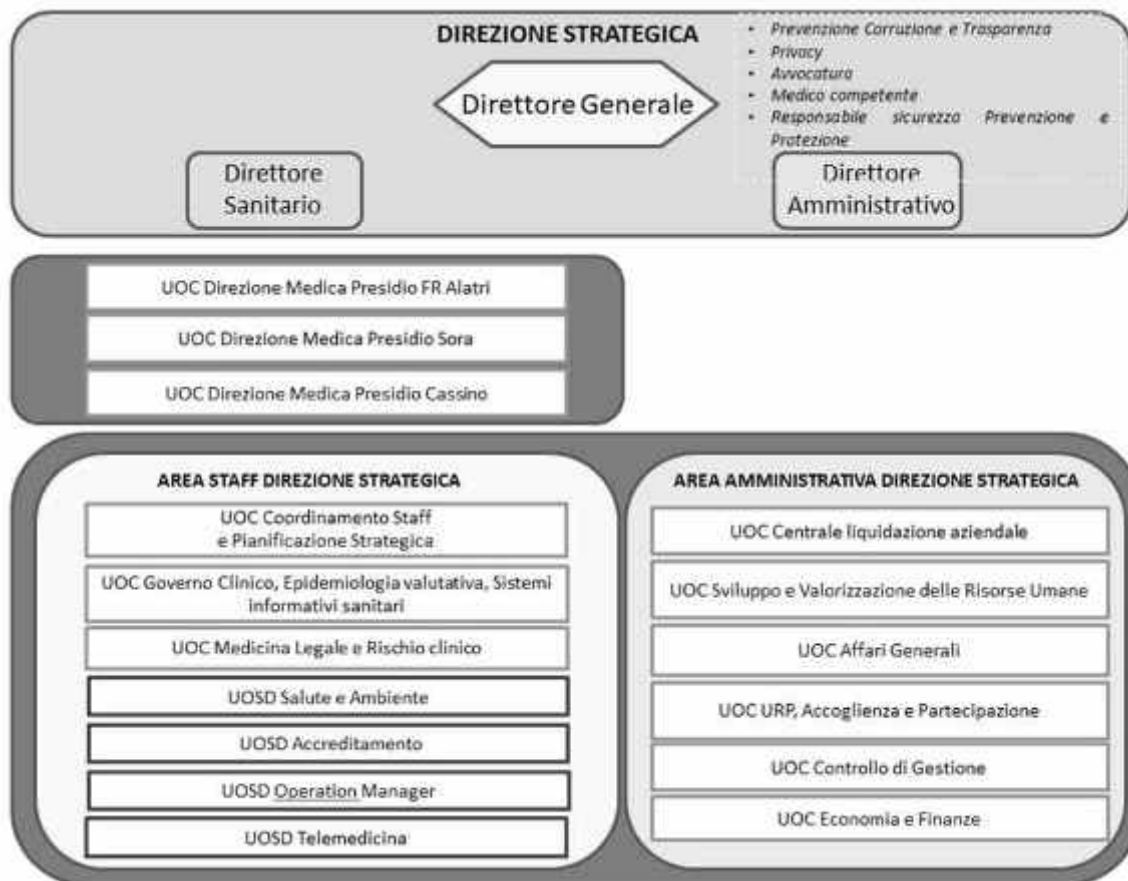 DIREZIONE STRATEGICA
Direttore Generale
• Prevenzione Corruzione e Trasparenza
• Privacy
• Avvocatura
• Medico competente
• Responsabile sicurezza Prevenzione e
Protezione
Direttore
Sanitario
Direttore
Amministrativo
UOC Direzione Medica Presidio FR Alatri
UOC Direzione Medica Presidio Sora
UOC Direzione Medica Presidio Cassino
AREA STAFF DIREZIONE STRATEGICA
UOC Coordinamento Staff
e Pianificazione Strategica
UOC Governo Clinico, Epidemiologia valutativa, Sistemi
informativi sanitari
UOC Medicina Legale e Rischio clinico
UOSD Salute e Ambiente
UOSD Accreditamento
UOSD Operation Manager
UOSD Telemedicina
AREA AMMINISTRATIVA DIREZIONE STRATEGICA
UOC Centrale liquidazione aziendale
UOC Sviluppo e Valorizzazione delle Risorse Umane
UOC Affari Generali
UOC URP, Accoglienza e Partecipazione
UOC Controllo di Gestione
UOC Economia e Finanze